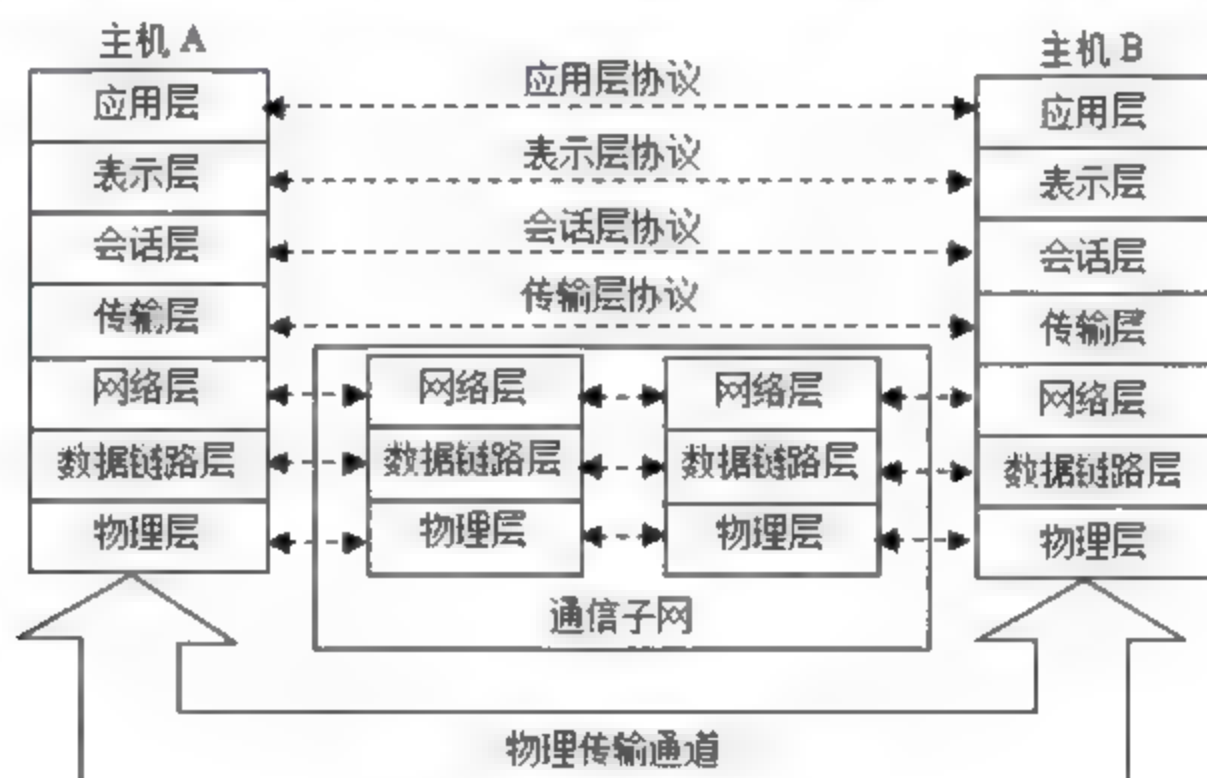 主机 A
主机 B
应用层
应用层协议
应用层
表示层
表示层协议
表示层
会话层
会话层协议
会话层
传输层
传输层协议
传输层
网络层
网络层
网络层
网络层
数据链路层
数据链路层
数据链路层
数据链路层
物理层
物理层
物理层
物理层
通信子网
物理传输通道